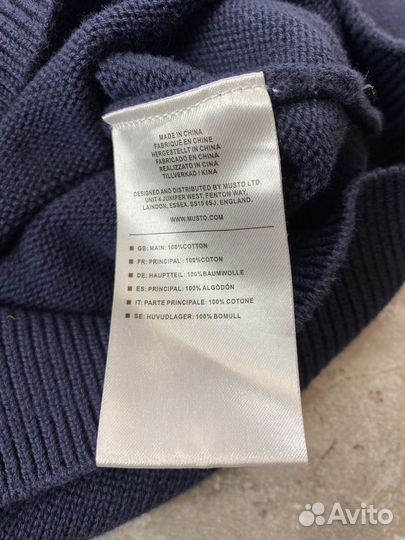 MADE IN CHINA
FABRIQUÉ EN CHINE
HERGESTELLT IN CHINA
FABRICADO EN CHINA
REALIZZATO IN CINA
TILLVERKAD I KINA
DESIGNED AND DISTRIBUTED BY MUSTO LTD.
UNIT 4 JUNIPER WEST, FENTON WAY,
LAINDON, ESSEX. SS15 6SJ. ENGLAND.
WWW.MUSTO.COM
GB: MAIN: 100%COTTON
FR: PRINCIPAL : 100%COTON
DE: HAUPTTEIL: 100%BAUMWOLLE
ES: PRINCIPAL: 100% ALGODÓN
IT: PARTE PRINCIPALE: 100% COTONE
SE: HUVUDLAGER: 100% BOMULL
Avito